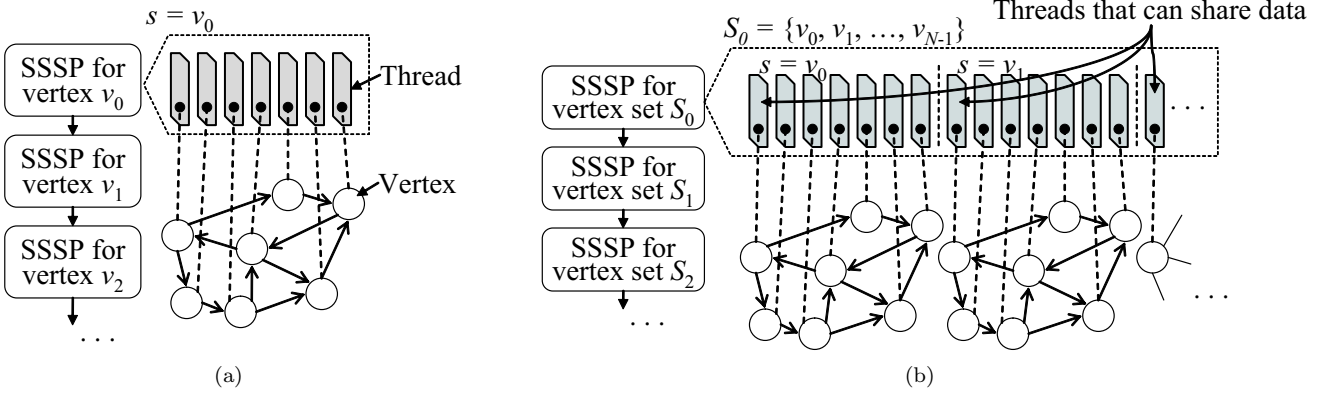 s = v0
SSSP for
vertex v0
Thread
SSSP for
vertex v1
Vertex
SSSP for
vertex v2
. . .
(a)
Threads that can share data
S0 = {v0, v1, …, vN-1}
s = v0
s = v1
SSSP for
vertex set S0
. . .
SSSP for
vertex set S1
SSSP for
vertex set S2
. . .
. . .
(b)